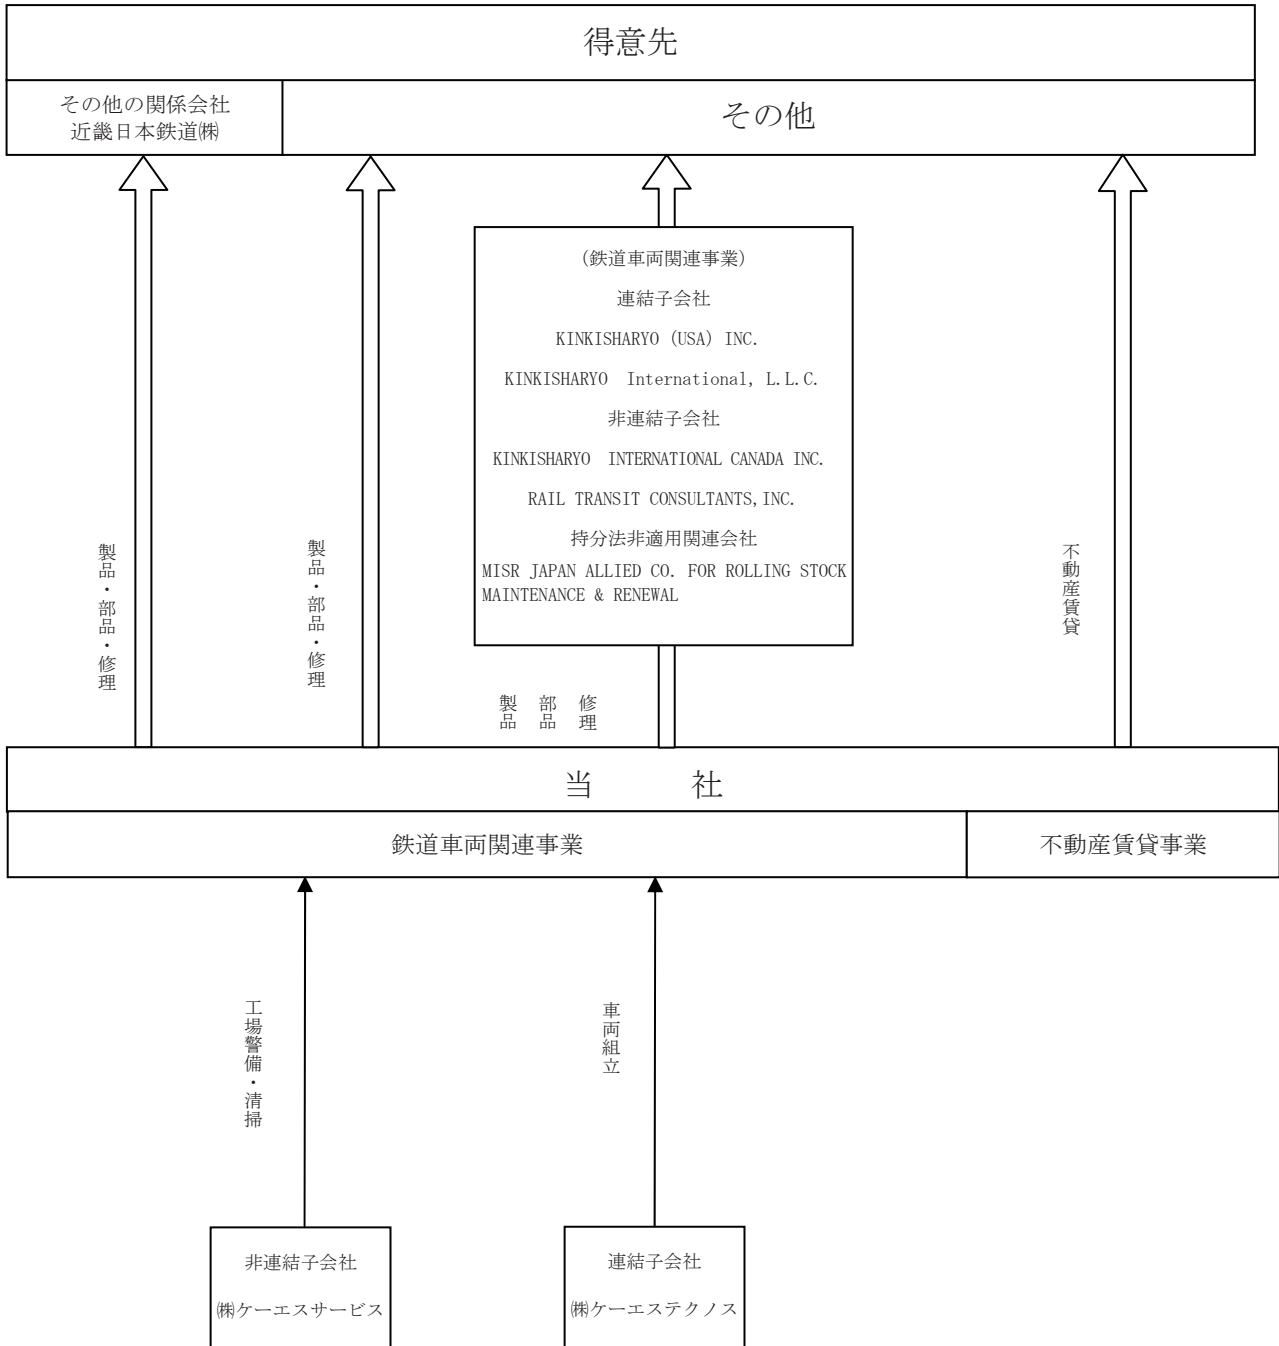 得意先
その他の関係会社
近畿日本鉄道㈱
その他
(鉄道車両関連事業)
連結子会社
KINKISHARYO (USA) INC.
KINKISHARYO International, L.L.C.
非連結子会社
KINKISHARYO INTERNATIONAL CANADA INC.
RAIL TRANSIT CONSULTANTS,INC.
持分法非適用関連会社
MISR JAPAN ALLIED CO. FOR ROLLING STOCK
MAINTENANCE & RENEWAL
製品・部品・修理
製品・部品・修理
不動産賃貸
製品 部品 修理
当 社
鉄道車両関連事業
不動産賃貸事業
工場警備・清掃
車両組立
非連結子会社
㈱ケーエスサービス
連結子会社
㈱ケーエステクノス